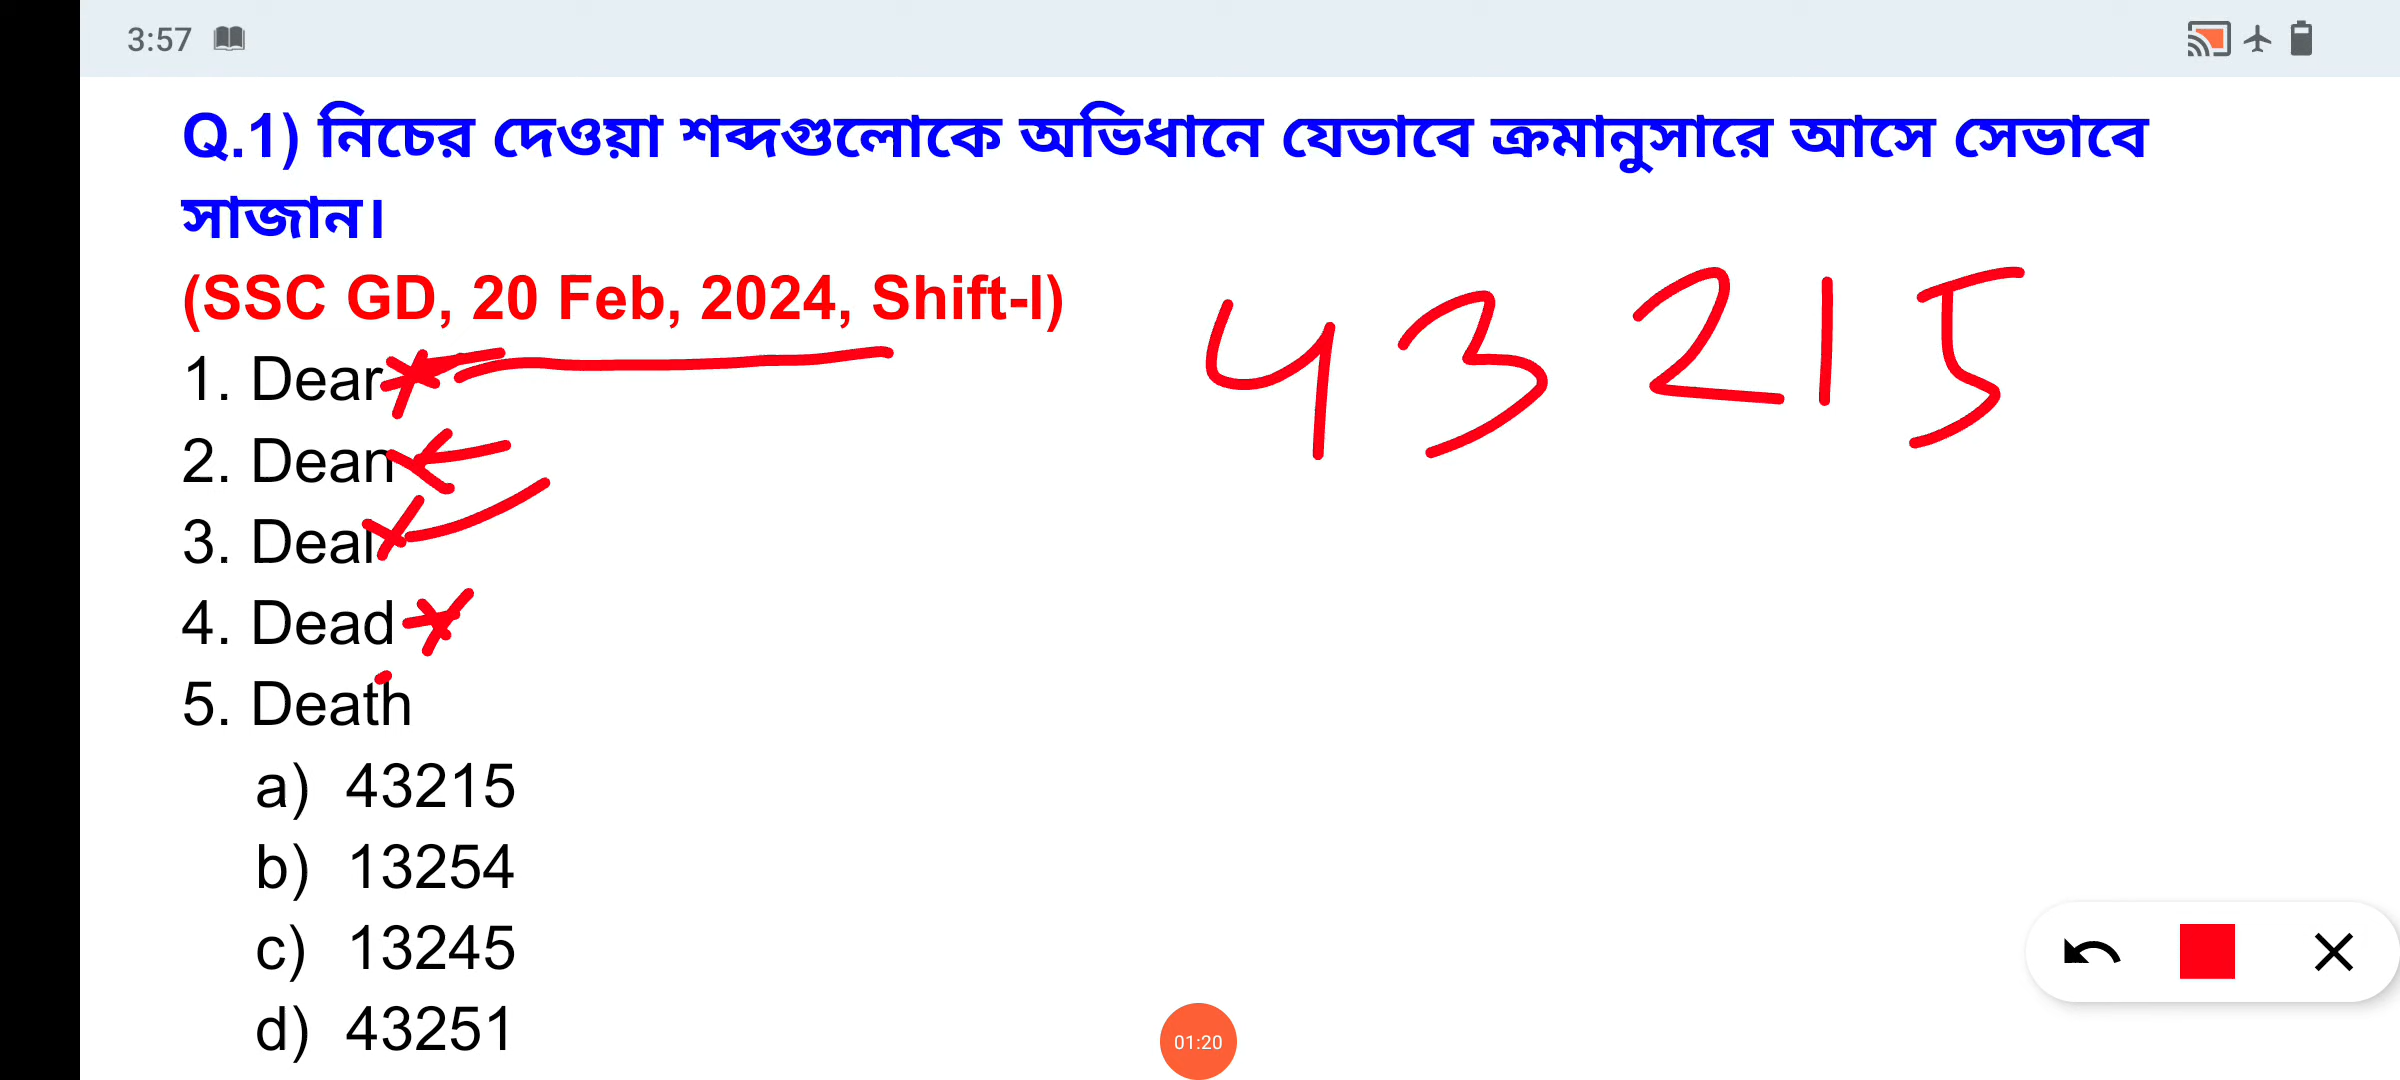 3:57
Q.1) নিচের দেওয়া শব্দগুলোকে অভিধানে যেভাবে ক্রমানুসারে আসে সেভাবে
সাজান।
(SSC GD, 20 Feb, 2024, Shift-I)
43215
1. Dear
2. Dean
3. Deal
4. Dead
5. Death
a) 43215
b) 13254
c) 13245
d) 43251
01:20